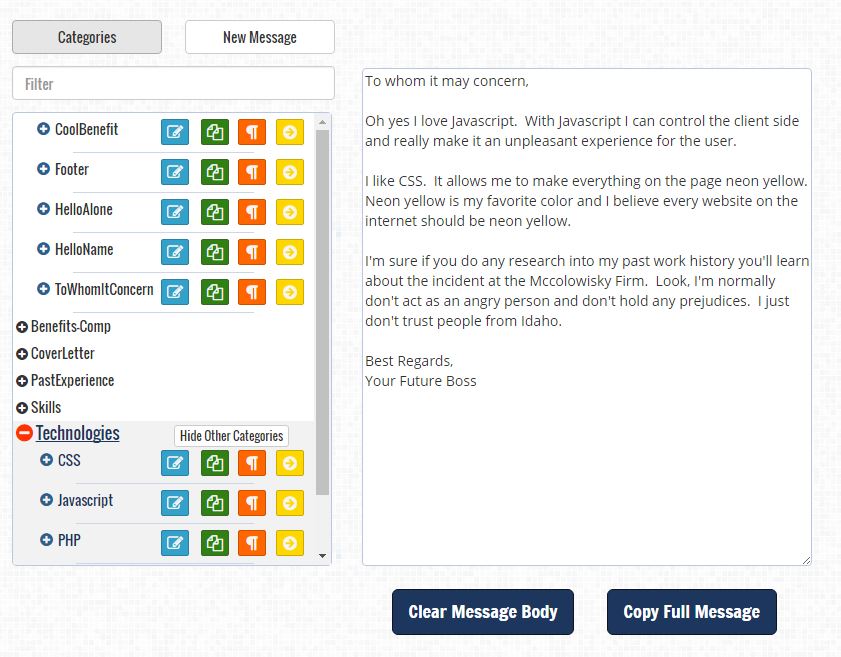 Categories
New Message
Filter
CoolBenefit
Footer
HelloAlone
HelloName
ToWhomItConcern
Benefits-Comp
CoverLetter
PastExperience
Skills
Technologies
Hide Other Categories
CSS
Javascript
PHP
To whom it may concern,
Oh yes I love Javascript.  With Javascript I can control the client side
and really make it an unpleasant experience for the user.
I like CSS.  It allows me to make everything on the page neon yellow.
Neon yellow is my favorite color and I believe every website on the
internet should be neon yellow.
I'm sure if you do any research into my past work history you'll learn
about the incident at the Mccolowisky Firm.  Look, I'm normally
don't act as an angry person and don't hold any prejudices.  I just
don't trust people from Idaho.
Best Regards,
Your Future Boss
Clear Message Body
Copy Full Message